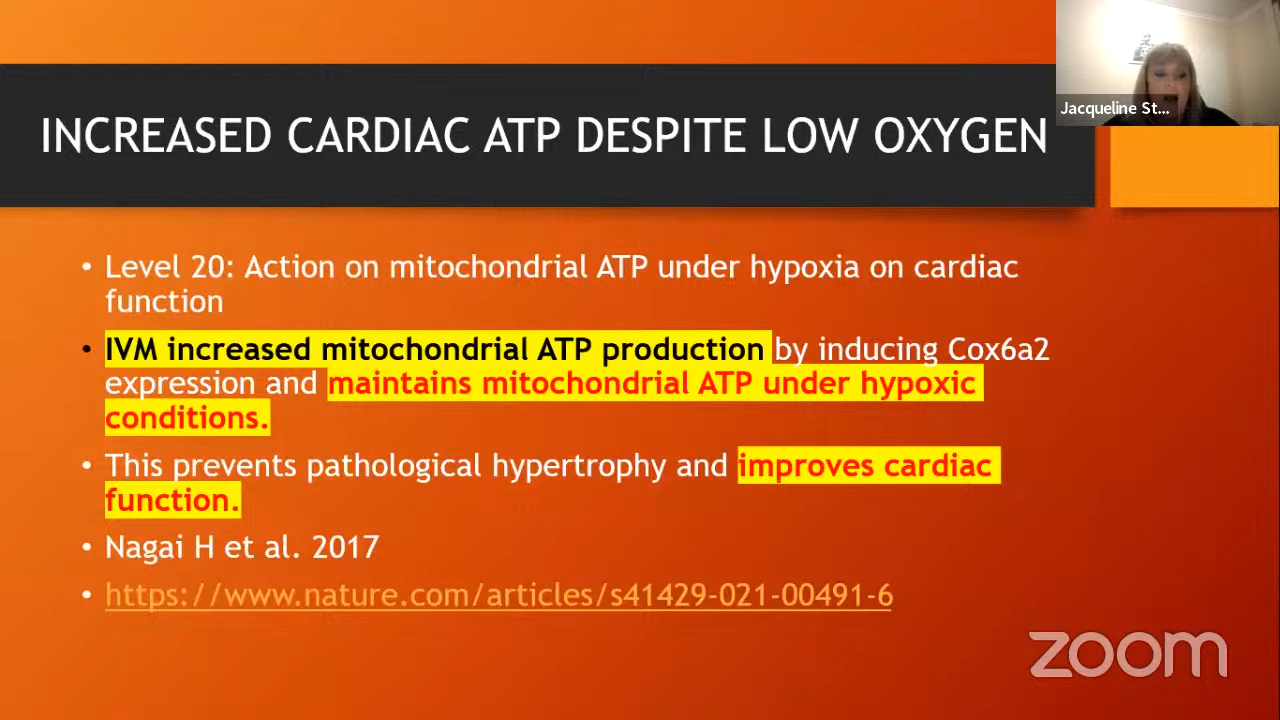 Jacqueline St...
INCREASED CARDIAC ATP DESPITE LOW OXYGEN
• Level 20: Action on mitochondrial ATP under hypoxia on cardiac
function
• IVM increased mitochondrial ATP production by inducing Cox6a2
expression and maintains mitochondrial ATP under hypoxic
conditions.
• This prevents pathological hypertrophy and improves cardiac
function.
• Nagai H et al. 2017
• https://www.nature.com/articles/s41429-021-00491-6
zoom